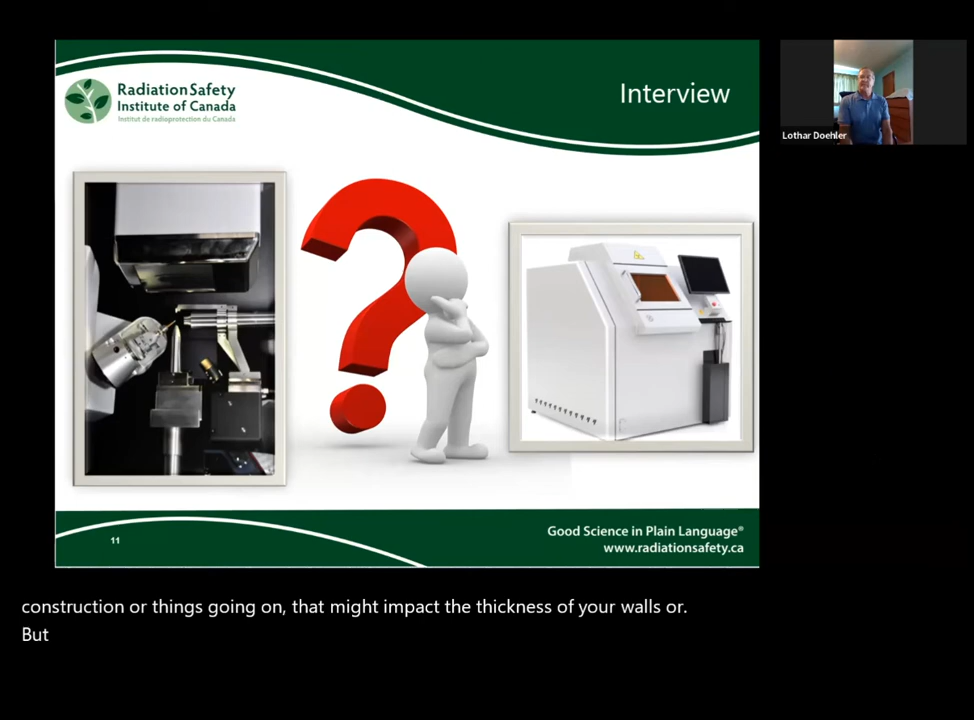 Radiation Safety
Institute of Canada
Institut de radioprotection du Canada
Interview
Lothar Doehler
11
Good Science in Plain Language®
www.radiationsafety.ca
construction or things going on, that might impact the thickness of your walls or.
But